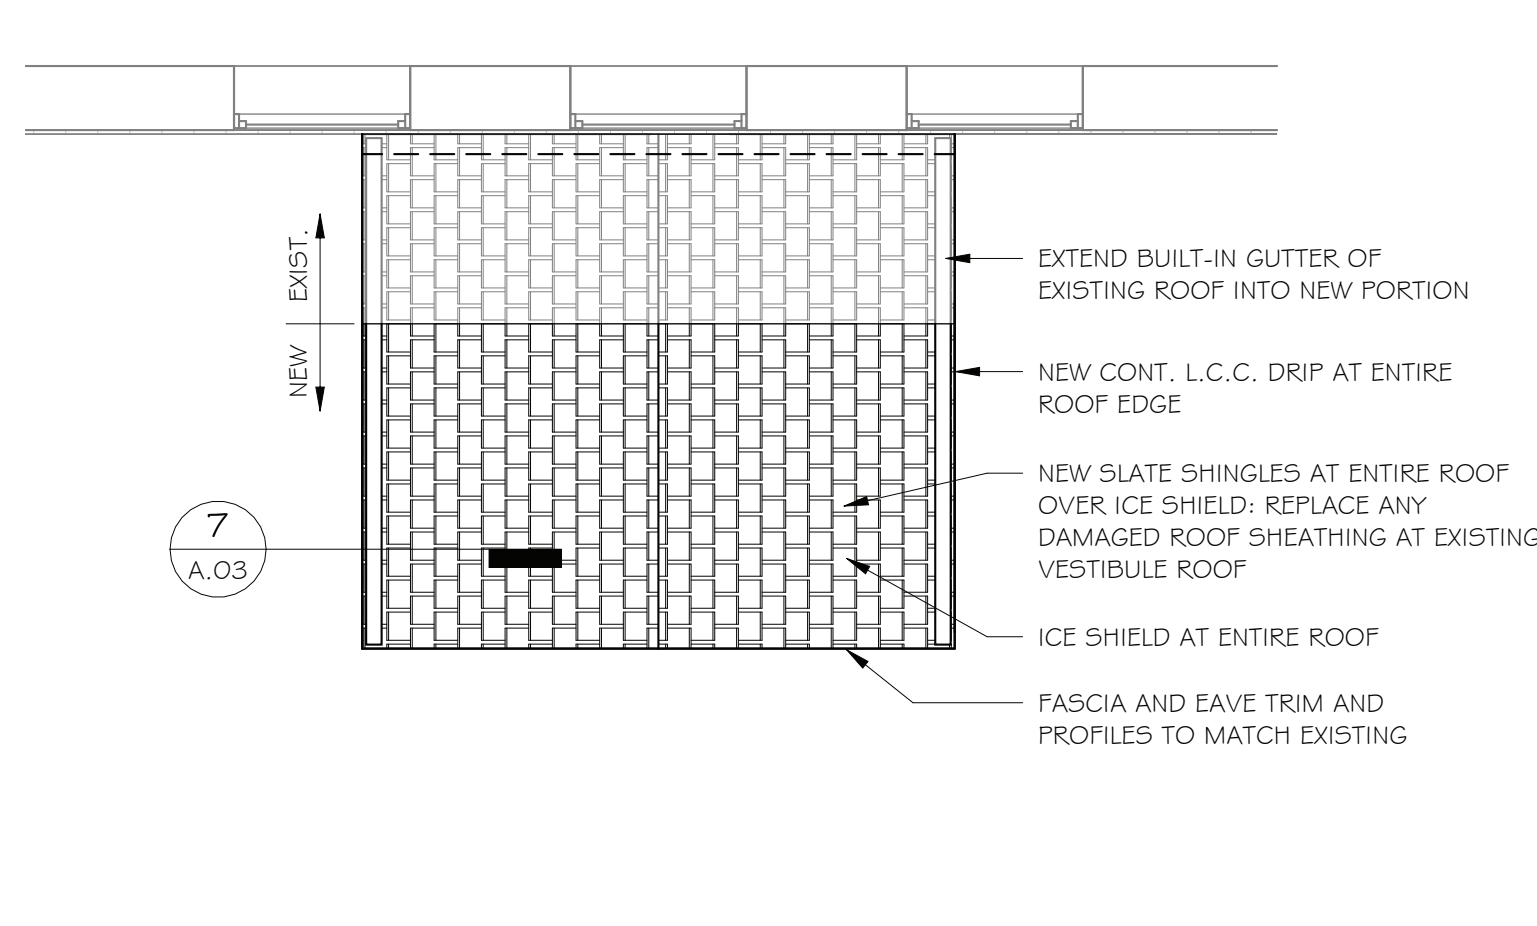 EXIST.
NEW
7
A.03
EXTEND BUILT-IN GUTTER OF
EXISTING ROOF INTO NEW PORTION
NEW CONT. L.C.C. DRIP AT ENTIRE
ROOF EDGE
NEW SLATE SHINGLES AT ENTIRE ROOF
OVER ICE SHIELD: REPLACE ANY
DAMAGED ROOF SHEATHING AT EXISTING
VESTIBULE ROOF
ICE SHIELD AT ENTIRE ROOF
FASCIA AND EAVE TRIM AND
PROFILES TO MATCH EXISTING